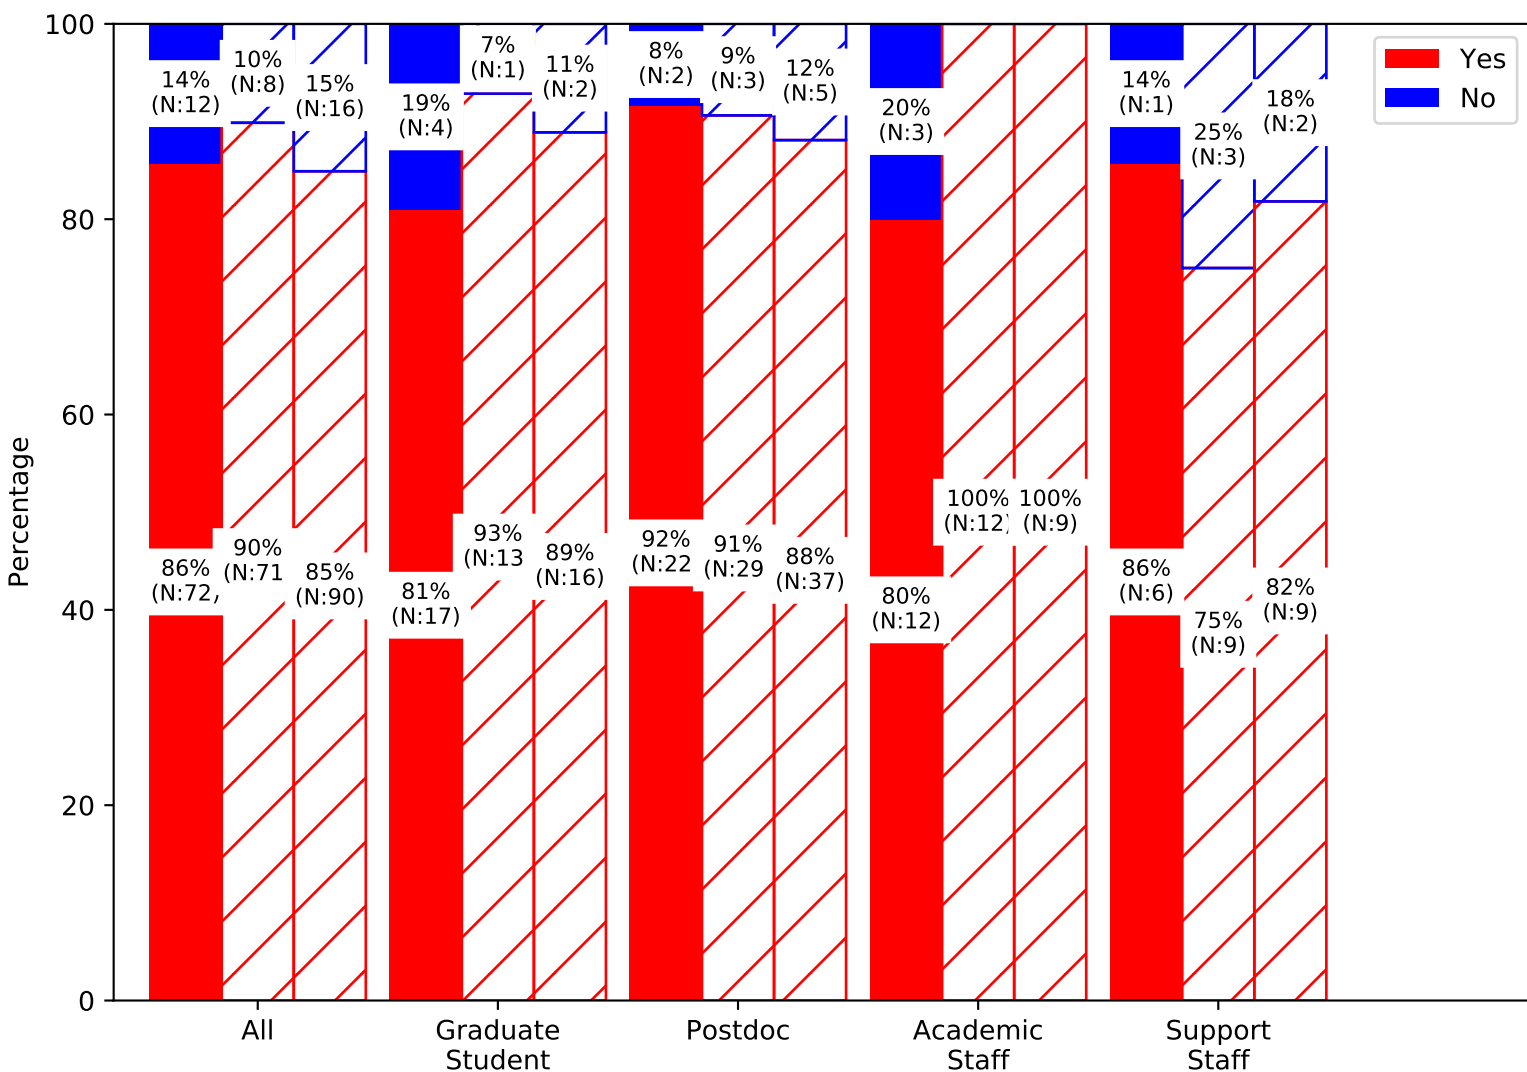 100
80
60
40
20
0
Percentage
14%
(N:12)
10%
(N:8)
15%
(N:16)
86%
(N:72,
90%
(N:71
85%
(N:90)
19%
(N:4)
7%
(N:1)
11%
(N:2)
81%
(N:17)
93%
(N:13
89%
(N:16)
8%
(N:2)
9%
(N:3)
12%
(N:5)
92%
(N:22
91%
(N:29
88%
(N:37)
20%
(N:3)
80%
(N:12)
100%
(N:12)
100%
(N:9)
14%
(N:1)
25%
(N:3)
18%
(N:2)
86%
(N:6)
75%
(N:9)
82%
(N:9)
Yes
No
All
Graduate
Student
Postdoc
Academic
Staff
Support
Staff